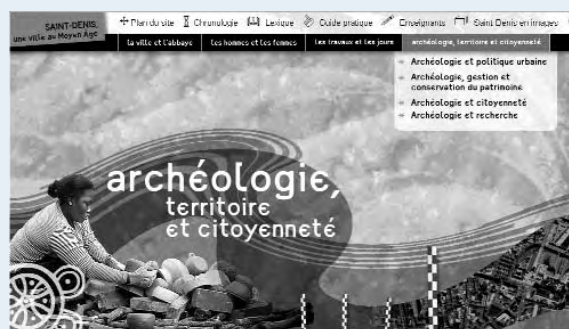 SAINT-DENIS,
une ville au Moyen Âge
Plan du site Chronologie Lexique Guide pratique Enseignants Saint Denis en images
la ville et l'abbaye les hommes et les femmes les travaux et les jours archéologie, territoire et citoyenneté
Archéologie et politique urbaine
Archéologie, gestion et
conservation du patrimoine
Archéologie et citoyenneté
Archéologie et recherche
archéologie,
territoire
et citoyenneté